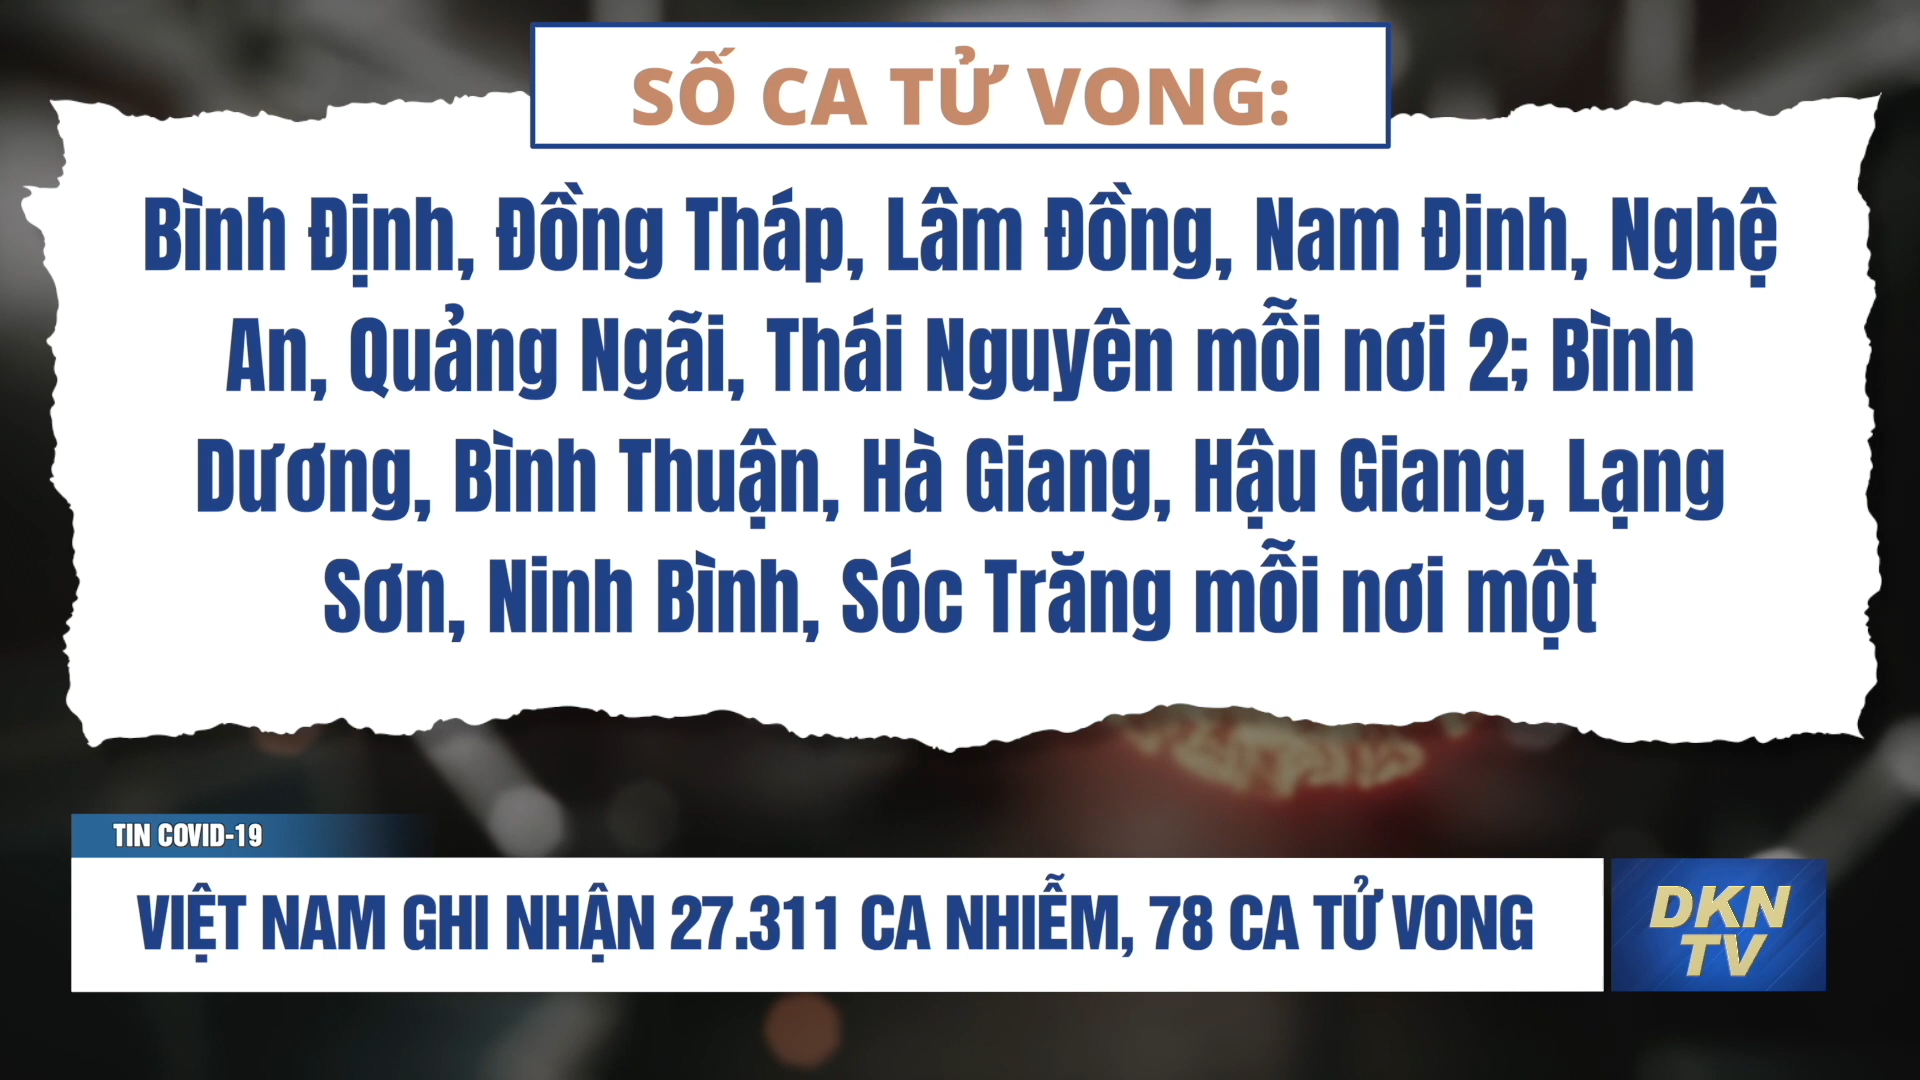 SỐ CA TỬ VONG:
Bình Định, Đồng Tháp, Lâm Đồng, Nam Định, Nghệ
An, Quảng Ngãi, Thái Nguyên mỗi nơi 2; Bình
Dương, Bình Thuận, Hà Giang, Hậu Giang, Lạng
Sơn, Ninh Bình, Sóc Trăng mỗi nơi một
TIN COVID-19
VIỆT NAM GHI NHẬN 27.311 CA NHIỄM, 78 CA TỬ VONG
DKN
TV